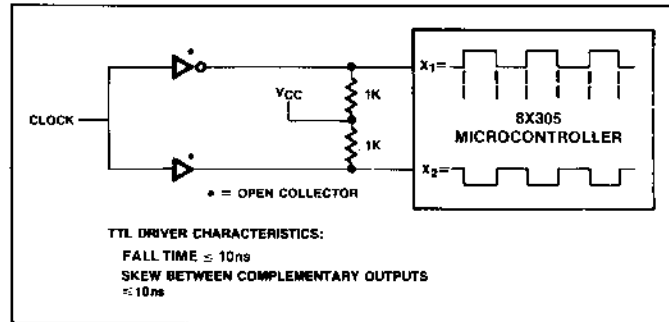 *
X1=
VCC
1K
CLOCK
1K
8X305
MICROCONTROLLER
*
X2=
* = OPEN COLLECTOR
TTL DRIVER CHARACTERISTICS:
FALL TIME ≤ 10ns
SKEW BETWEEN COMPLEMENTARY OUTPUTS
≤10ns